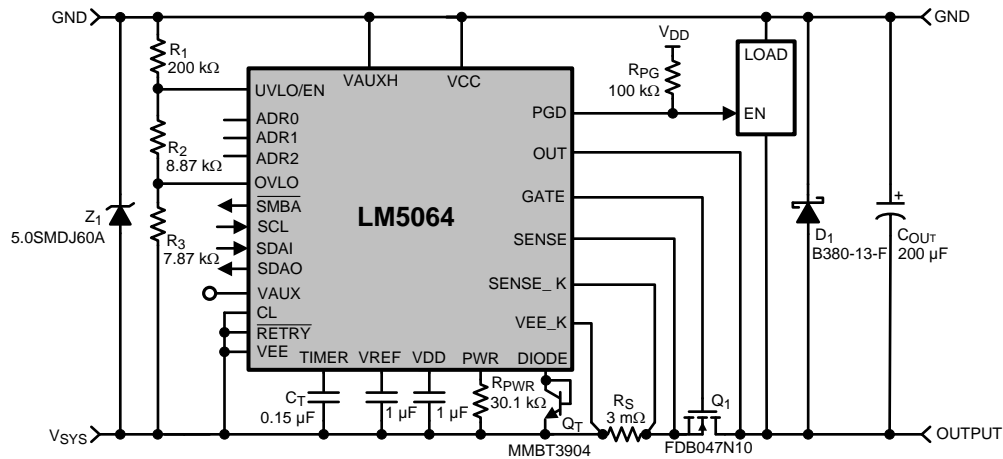 GND
GND
R1
200 kΩ
VAUXH
VCC
VDD
RPG
100 kΩ
LOAD
EN
UVLO/EN
PGD
ADR0
ADR1
ADR2
OUT
R2
8.87 kΩ
OVLO
GATE
SMBA
LM5064
Z1
5.0SMDJ60A
SCL
R3
7.87 kΩ
SDAI
SENSE
D1
B380-13-F
+
COUT
200 µF
SDAO
SENSE_ K
VAUX
CL
VEE_K
RETRY
VEE
TIMER
VREF
VDD
PWR
DIODE
CT
0.15 µF
1 µF
1 µF
RPWR
30.1 kΩ
QT
RS
3 mΩ
Q1
VSYS
OUTPUT
MMBT3904
FDB047N10